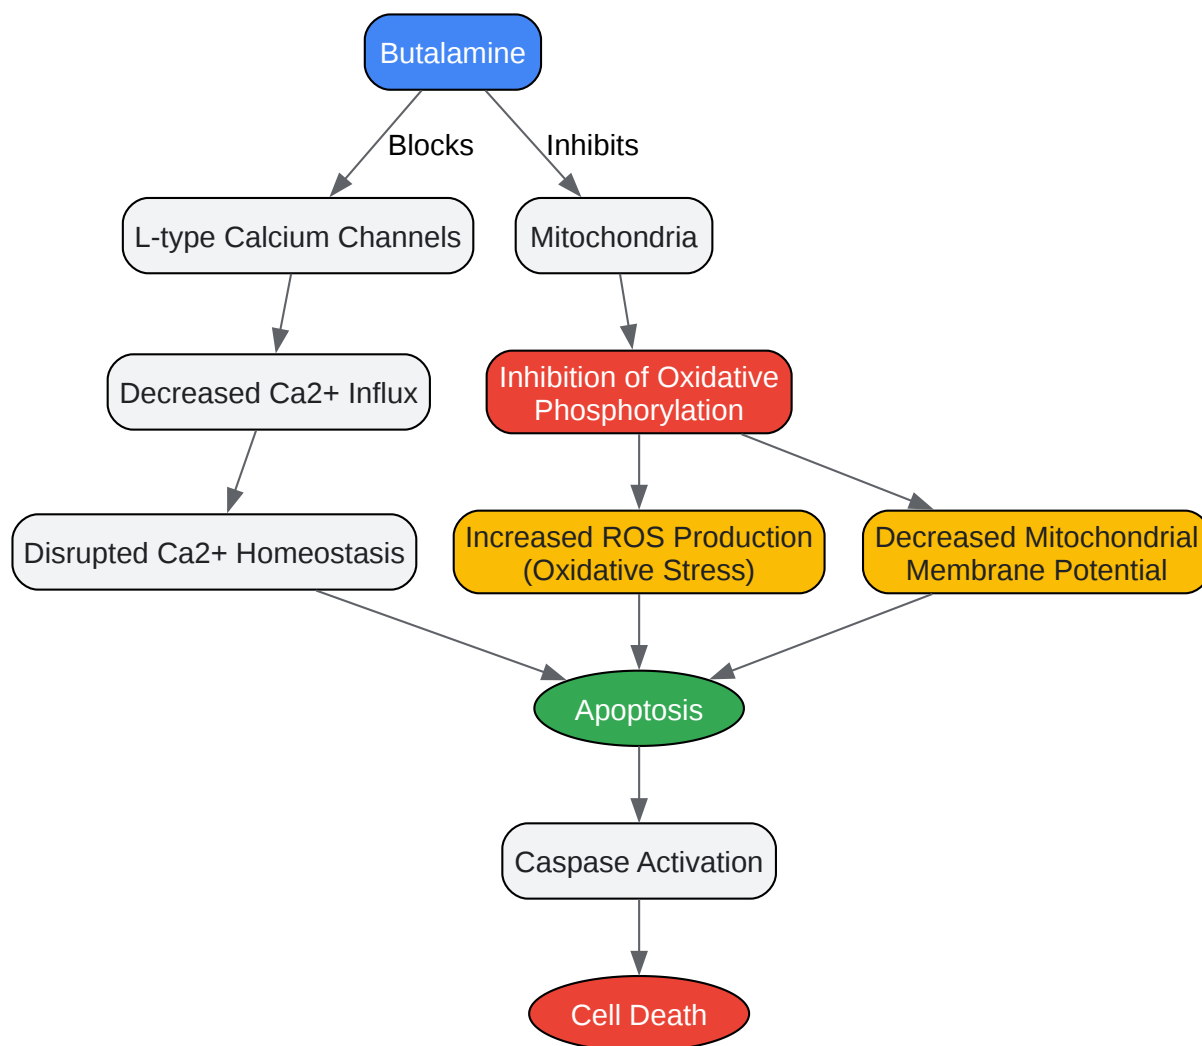 Butalamine
Blocks
Inhibits
L-type Calcium Channels
Mitochondria
Decreased Ca2+ Influx
Inhibition of Oxidative
Phosphorylation
Disrupted Ca2+ Homeostasis
Increased ROS Production
(Oxidative Stress)
Decreased Mitochondrial
Membrane Potential
Apoptosis
Caspase Activation
Cell Death